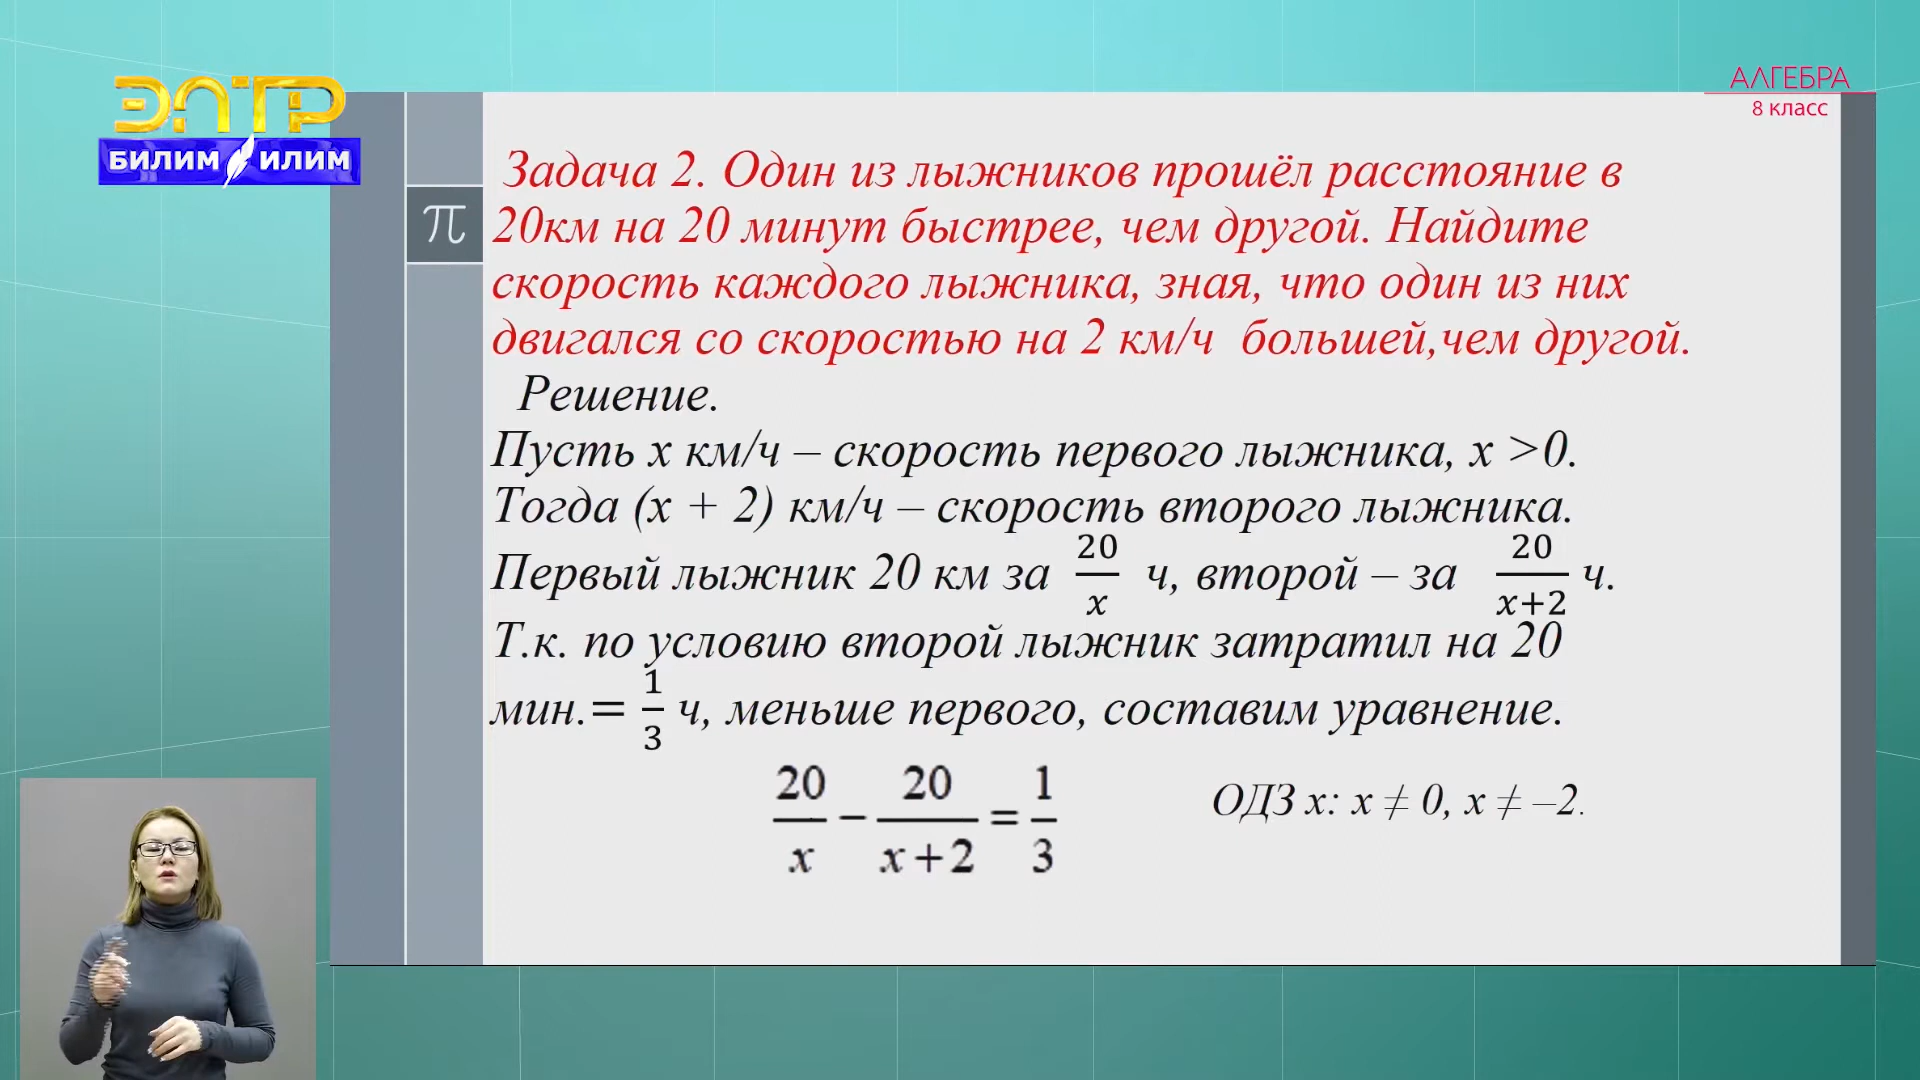 ЭЛТР
БИЛИМ ИЛИМ
АЛГЕБРА
8 класс
π
Задача 2. Один из лыжников прошёл расстояние в
20км на 20 минут быстрее, чем другой. Найдите
скорость каждого лыжника, зная, что один из них
двигался со скоростью на 2 км/ч большей,чем другой.
Решение.
Пусть х км/ч – скорость первого лыжника, х >0.
Тогда (х + 2) км/ч – скорость второго лыжника.
Первый лыжник 20 км за 20/x ч, второй – за 20/(x+2) ч.
Т.к. по условию второй лыжник затратил на 20
мин.= 1/3 ч, меньше первого, составим уравнение.
20/x − 20/(x+2) = 1/3 ОДЗ х: х ≠ 0, х ≠ –2.